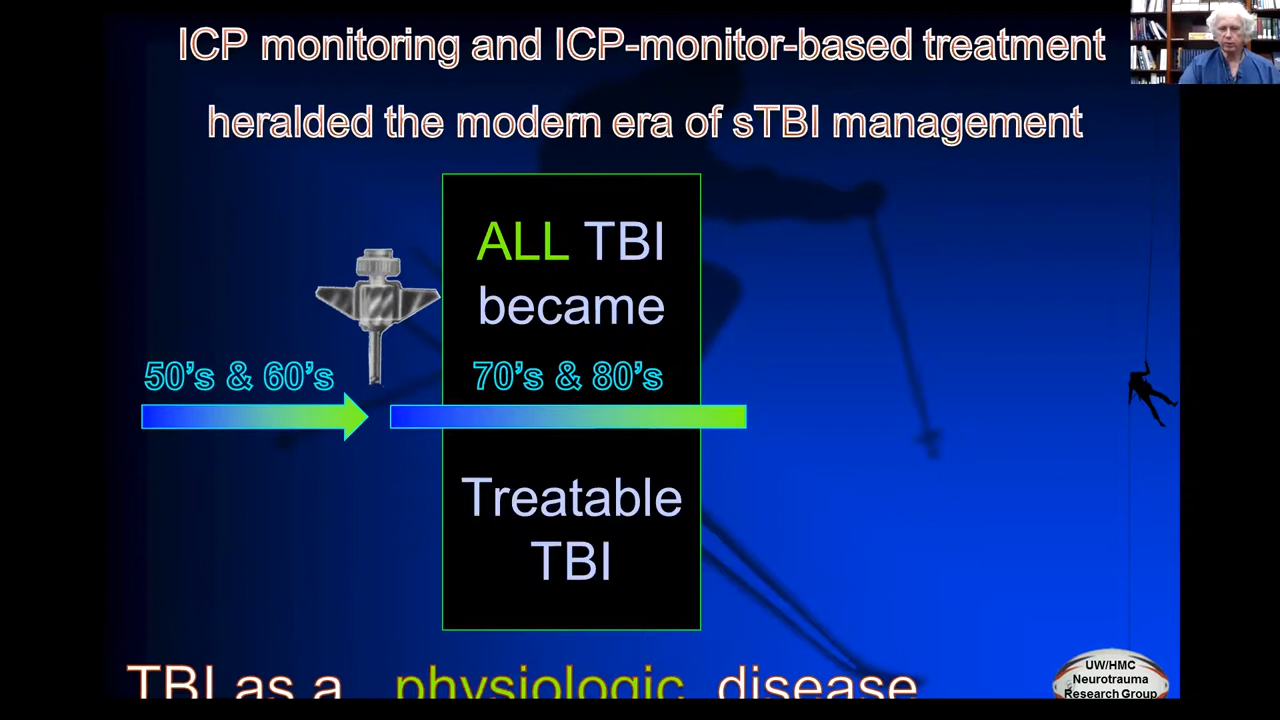 ICP monitoring and ICP-monitor-based treatment
heralded the modern era of sTBI management
ALL TBI
became
50's & 60's
70's & 80's
Treatable
TBI
TBI as a physiologic disease
UW/HMC
Neurotrauma
Research Group